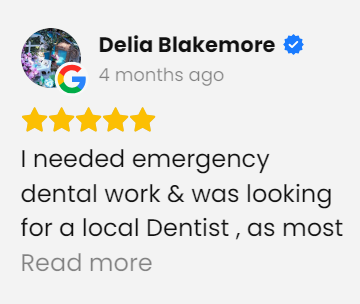 Delia Blakemore
4 months ago
I needed emergency
dental work & was looking
for a local Dentist , as most
Read more